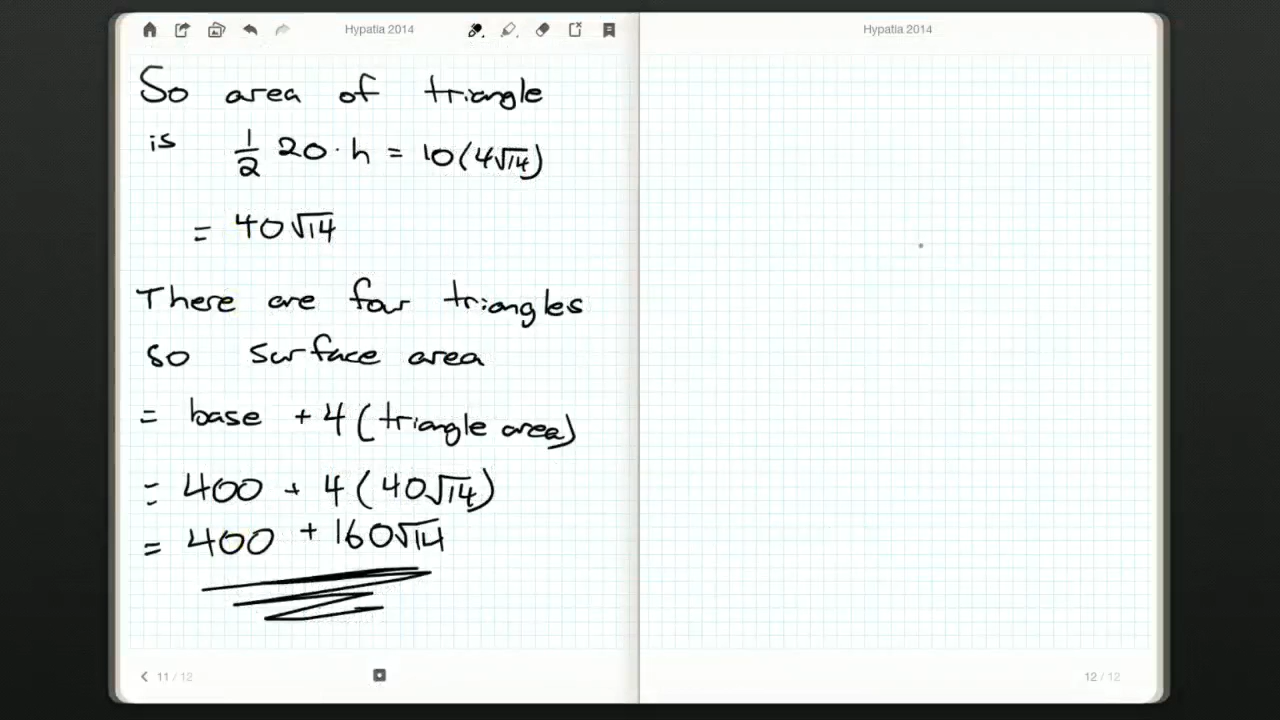 Hypatia 2014
So area of triangle
is 1/2 20 · h = 10(4√14)
= 40√14
There are four triangles
so surface area
= base + 4 (triangle area)
= 400 + 4 (40√14)
= 400 + 160√14
11 / 12
Hypatia 2014
12 / 12